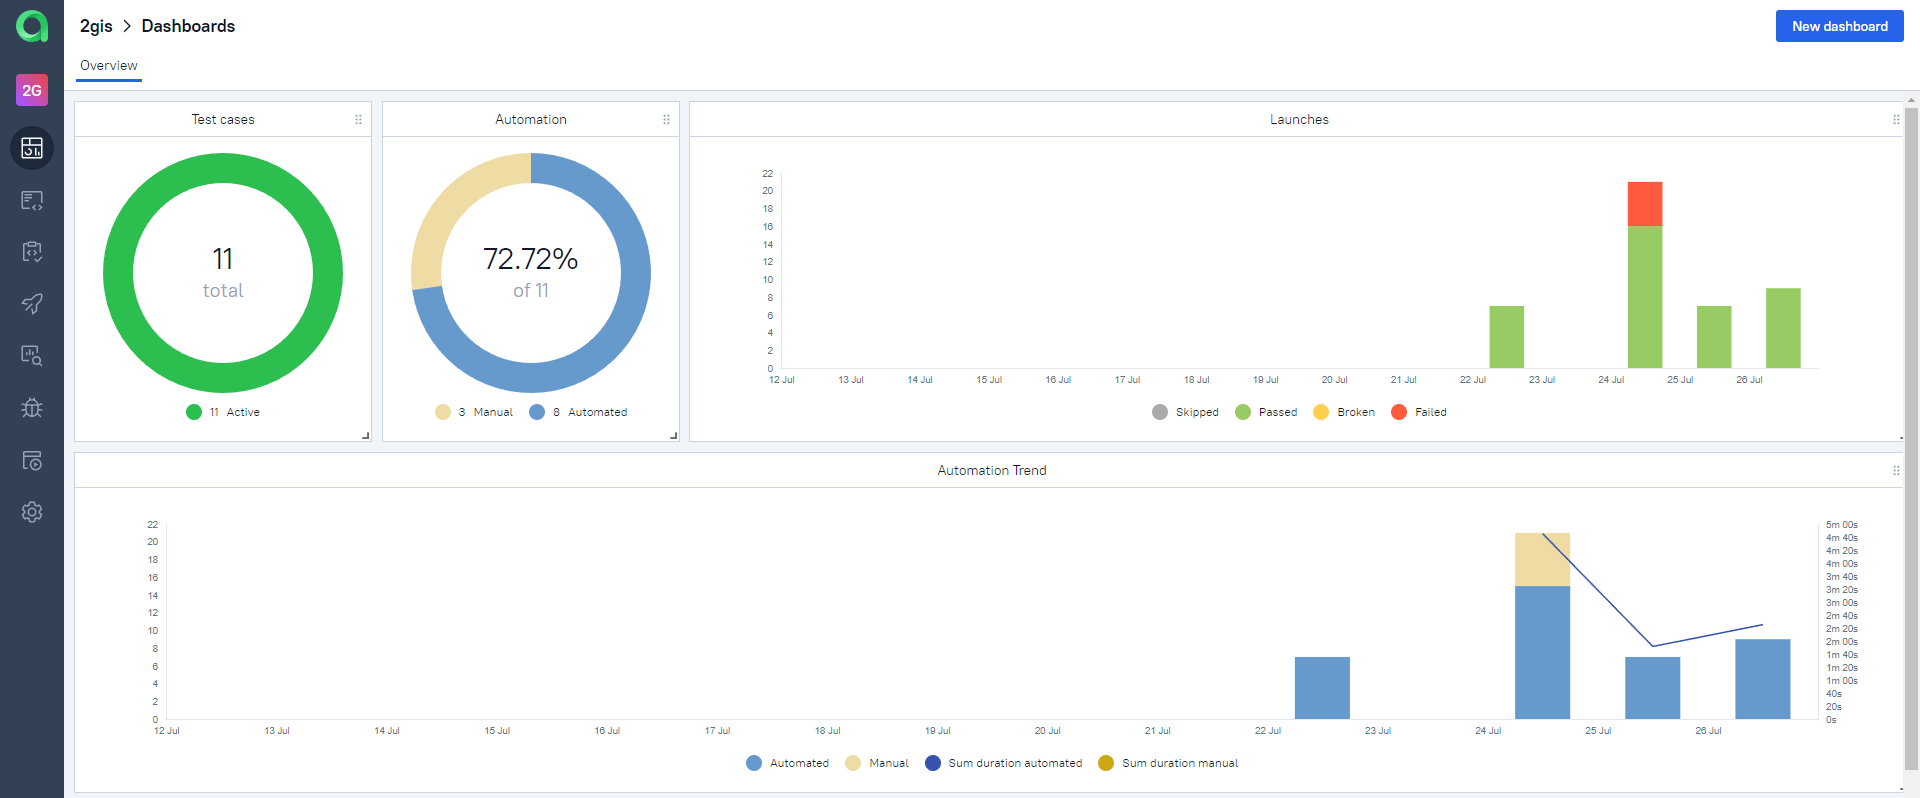 2gis > Dashboards
New dashboard
Overview
2G
Test cases
11
total
11 Active
Automation
72.72%
of 11
3 Manual
8 Automated
Launches
22
20
18
16
14
12
10
8
6
4
2
0
12 Jul 13 Jul 14 Jul 15 Jul 16 Jul 17 Jul 18 Jul 19 Jul 20 Jul 21 Jul 22 Jul 23 Jul 24 Jul 25 Jul 26 Jul
Skipped Passed Broken Failed
Automation Trend
22
20
18
16
14
12
10
8
6
4
2
0
5m 00s
4m 40s
4m 20s
4m 00s
3m 40s
3m 20s
3m 00s
2m 40s
2m 20s
2m 00s
1m 40s
1m 20s
1m 00s
40s
20s
0s
12 Jul 13 Jul 14 Jul 15 Jul 16 Jul 17 Jul 18 Jul 19 Jul 20 Jul 21 Jul 22 Jul 23 Jul 24 Jul 25 Jul 26 Jul
Automated Manual Sum duration automated Sum duration manual